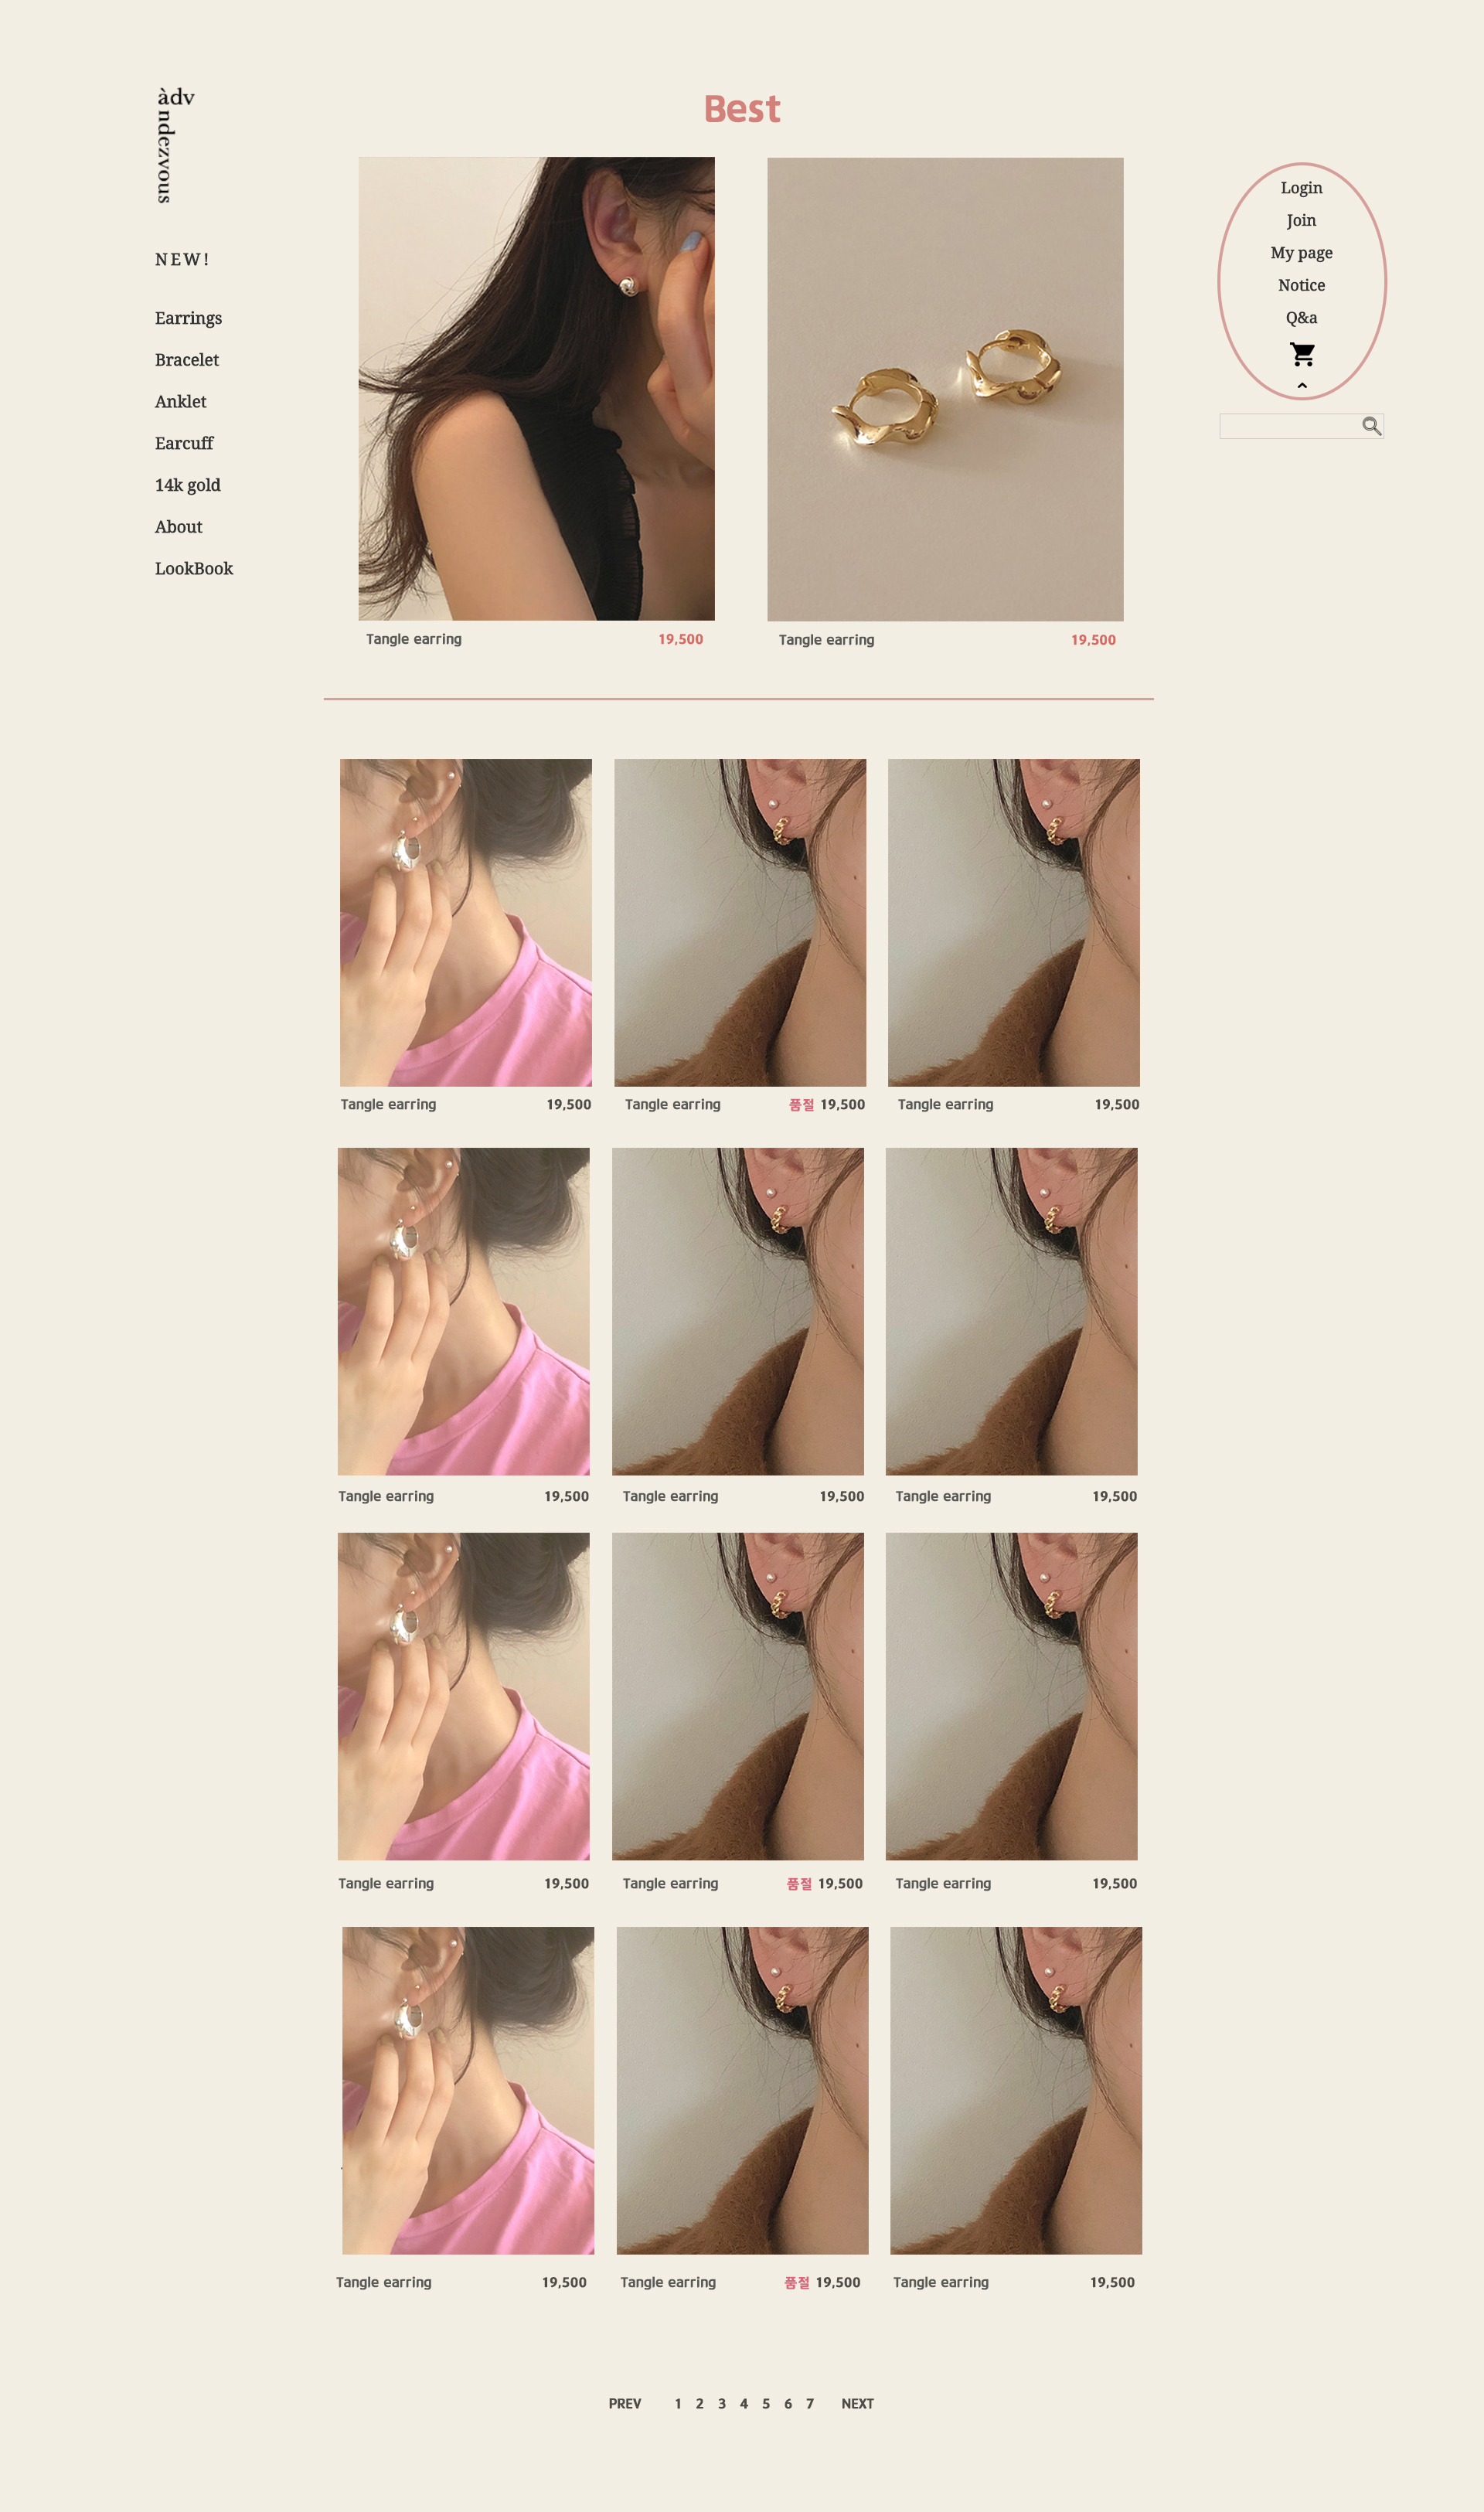 àdv
ndezvous
NEW!
Earrings
Bracelet
Anklet
Earcuff
14k gold
About
LookBook
Best
Tangle earring 19,500
Tangle earring 19,500
Login
Join
My page
Notice
Q&a
Tangle earring 19,500
Tangle earring 품절 19,500
Tangle earring 19,500
Tangle earring 19,500
Tangle earring 19,500
Tangle earring 19,500
Tangle earring 19,500
Tangle earring 품절 19,500
Tangle earring 19,500
Tangle earring 19,500
Tangle earring 품절 19,500
Tangle earring 19,500
PREV 1 2 3 4 5 6 7 NEXT